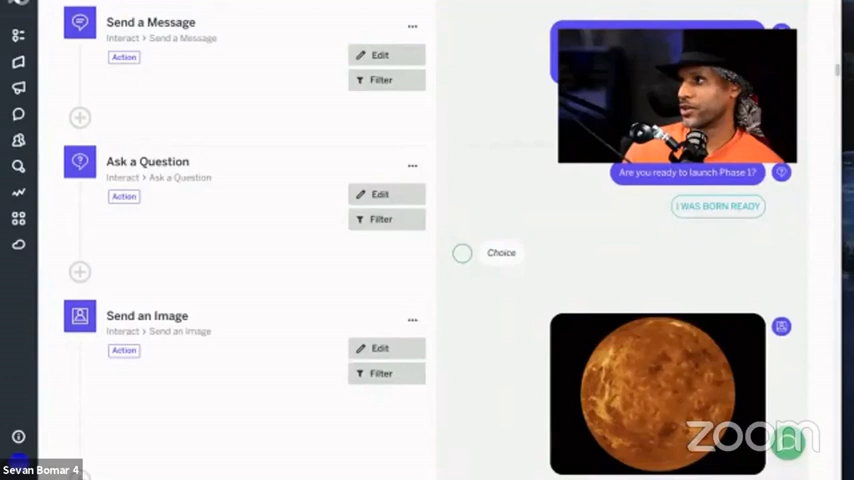 Send a Message
Interact > Send a Message
Action
Edit
Filter
Ask a Question
Interact > Ask a Question
Action
Edit
Filter
Are you ready to launch Phase 1?
I WAS BORN READY
Choice
Send an Image
Interact > Send an Image
Action
Edit
Filter
zoom
Sevan Bomar 4